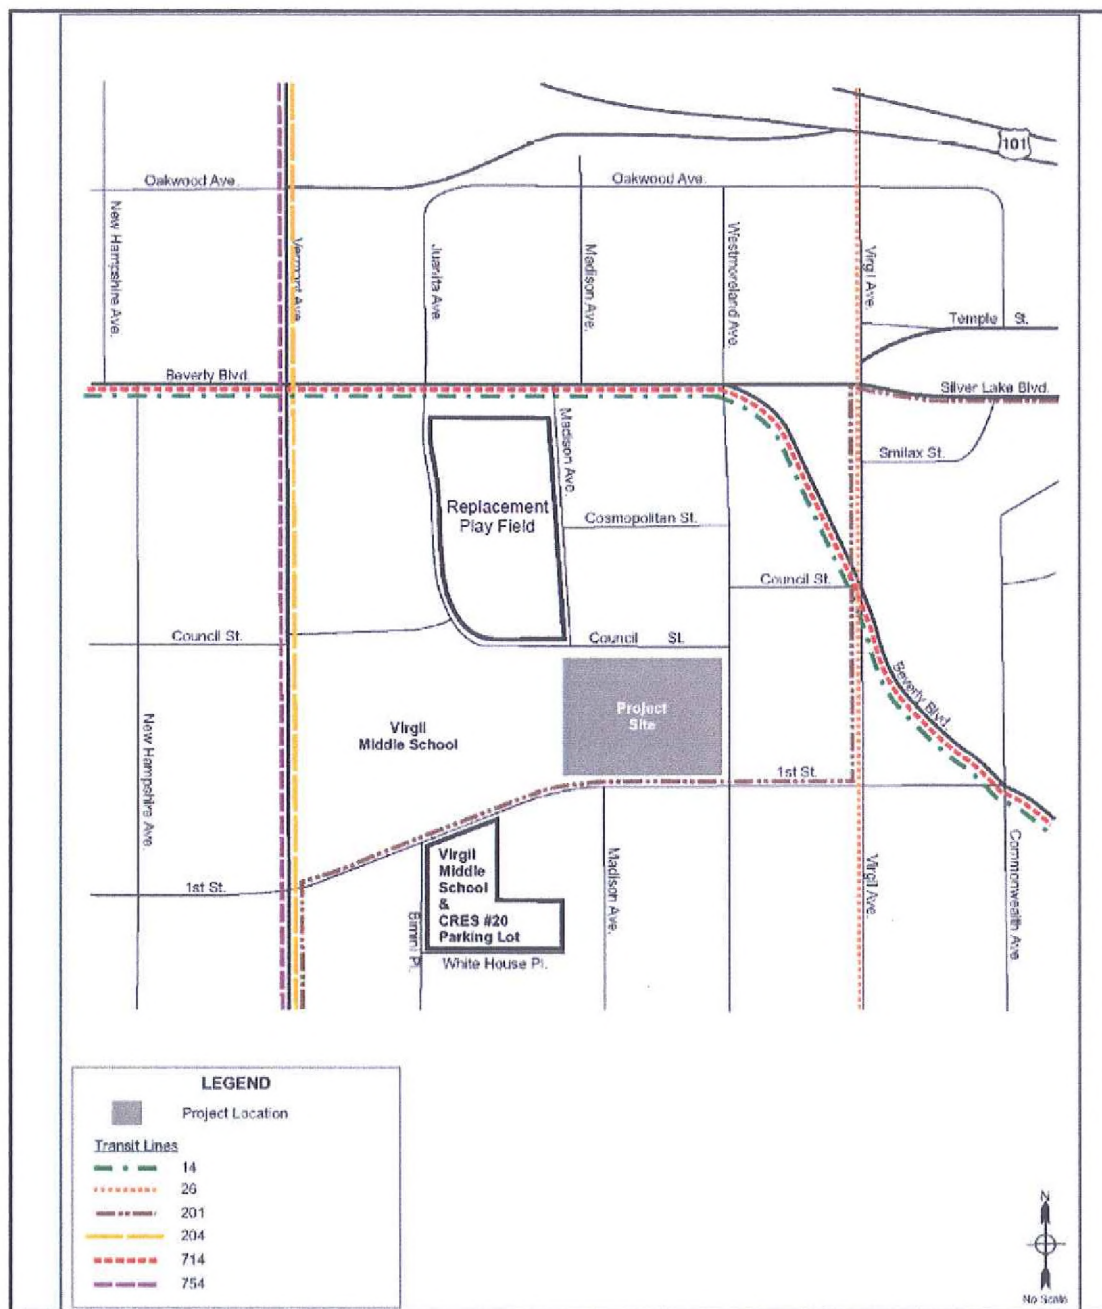 101
Oakwood Ave.
Oakwood Ave.
New Hampshire Ave.
Vermont Ave.
Juanita Ave.
Madison Ave.
Westmoreland Ave.
Virgil Ave.
Temple St.
Beverly Blvd.
Silver Lake Blvd.
Madison Ave.
Smilax St.
Replacement
Play Field
Cosmopolitan St.
Council St.
Council St.
Council St.
Beverly Blvd.
Project
Site
New Hampshire Ave.
Virgil
Middle School
1st St.
Virgil
Middle
School
&
CRES #20
Parking Lot
Madison Ave.
Virgil Ave.
Commonwealth Ave.
1st St.
Bimini Pl.
White House Pl.
LEGEND
Project Location
Transit Lines
14
26
201
204
714
754
N
No Scale